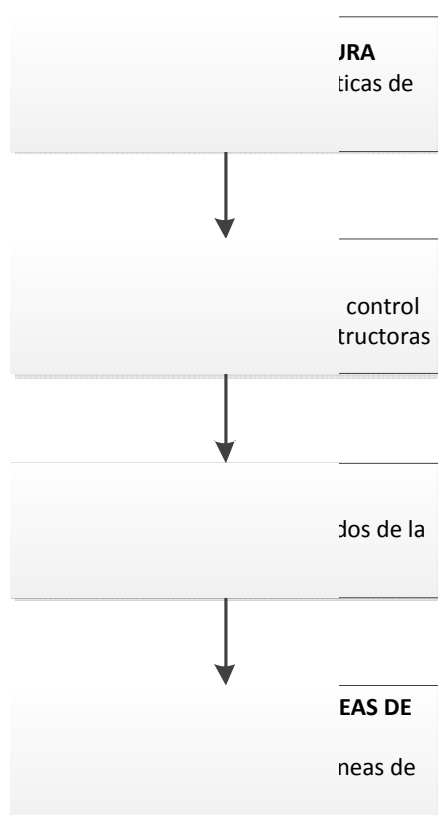 URA
ticas de
control
tructoras
dos de la
EAS DE
neas de